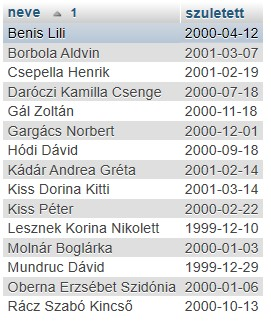 neve 1 szuletett
Benis Lili 2000-04-12
Borbola Aldvin 2001-03-07
Csepella Henrik 2001-02-19
Daróczi Kamilla Csenge 2000-07-18
Gál Zoltán 2000-11-18
Gargács Norbert 2000-12-01
Hódi Dávid 2000-09-18
Kádár Andrea Gréta 2001-02-14
Kiss Dorina Kitti 2001-03-14
Kiss Péter 2000-02-22
Lesznek Korina Nikolett 1999-12-10
Molnár Boglárka 2000-01-03
Mundruc Dávid 1999-12-29
Oberna Erzsébet Szidónia 2000-01-06
Rácz Szabó Kincső 2000-10-13